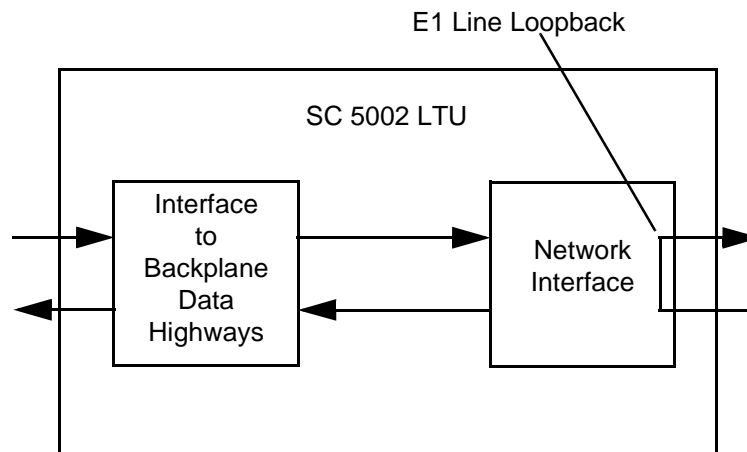 E1 Line Loopback
SC 5002 LTU
Interface
to
Backplane
Data
Highways
Network
Interface